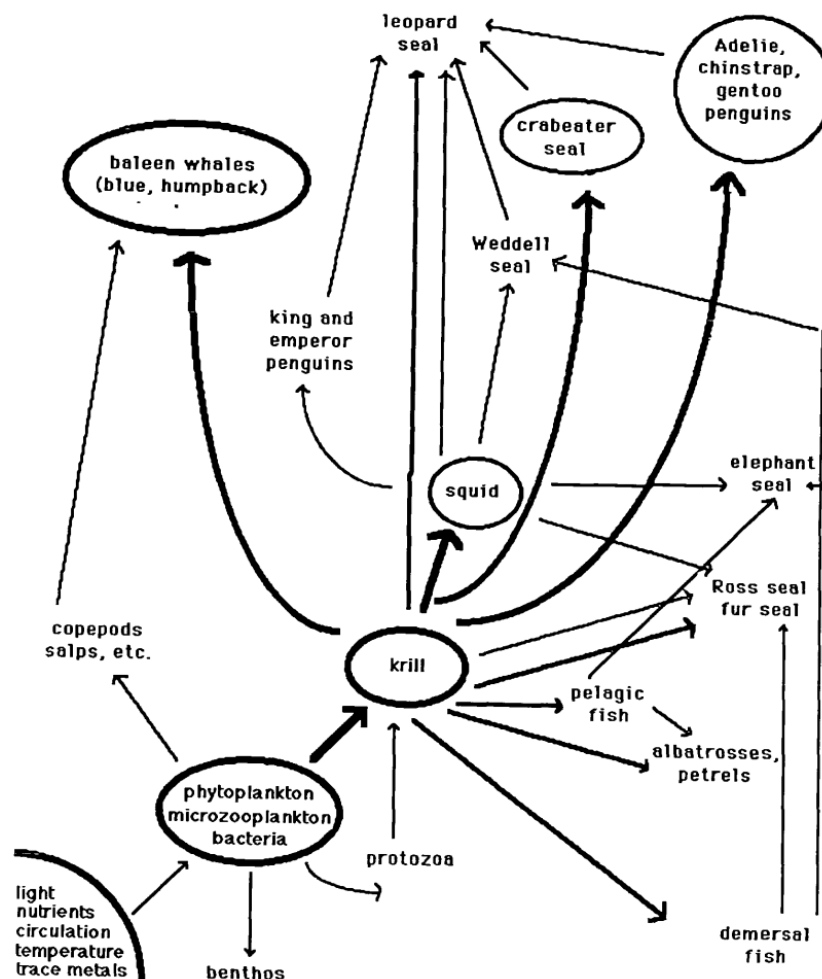 leopard
seal
Adelie,
chinstrap,
gentoo
penguins
crabeater
seal
baleen whales
(blue, humpback)
Weddell
seal
king and
emperor
penguins
squid
elephant
seal
Ross seal
fur seal
copepods
salps, etc.
krill
pelagic
fish
albatrosses,
petrels
phytoplankton
microzooplankton
bacteria
protozoa
light
nutrients
circulation
temperature
trace metals
benthos
demersal
fish